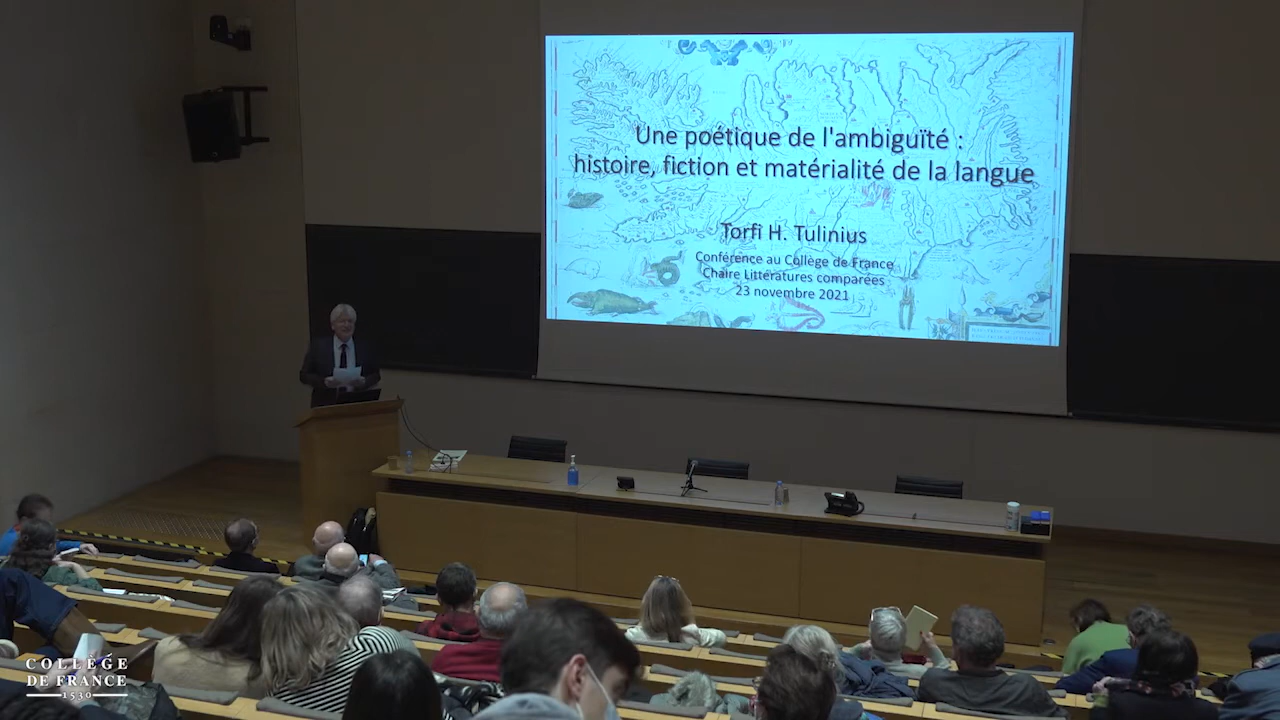 Une poétique de l'ambiguïté :
histoire, fiction et matérialité de la langue
Torfi H. Tulinius
Conférence au Collège de France
Chaire Littératures comparées
23 novembre 2021
COLLÈGE
DE FRANCE
1530